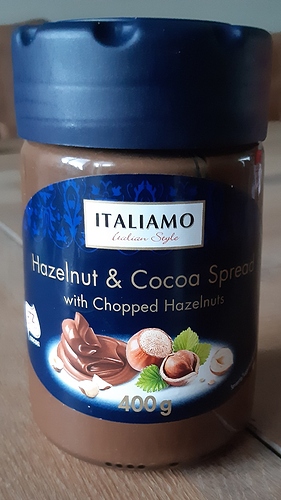 ITALIAMO
Italian Style
Hazelnut & Cocoa Spread
with Chopped Hazelnuts
400g